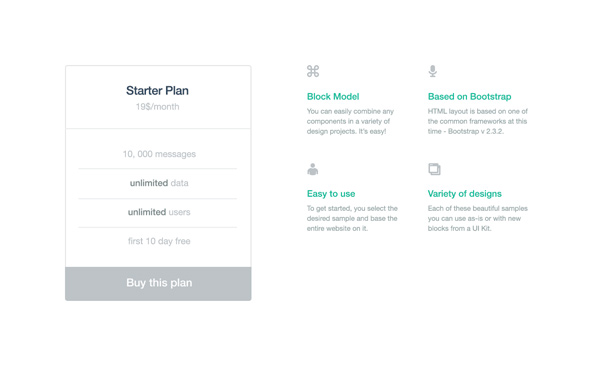 Starter Plan
19$/month
10, 000 messages
unlimited data
unlimited users
first 10 day free
Buy this plan
Block Model
You can easily combine any
components in a variety of
design projects. It's easy!
Based on Bootstrap
HTML layout is based on one of
the common frameworks at this
time - Bootstrap v 2.3.2.
Easy to use
To get started, you select the
desired sample and base the
entire website on it.
Variety of designs
Each of these beautiful samples
you can use as-is or with new
blocks from a UI Kit.